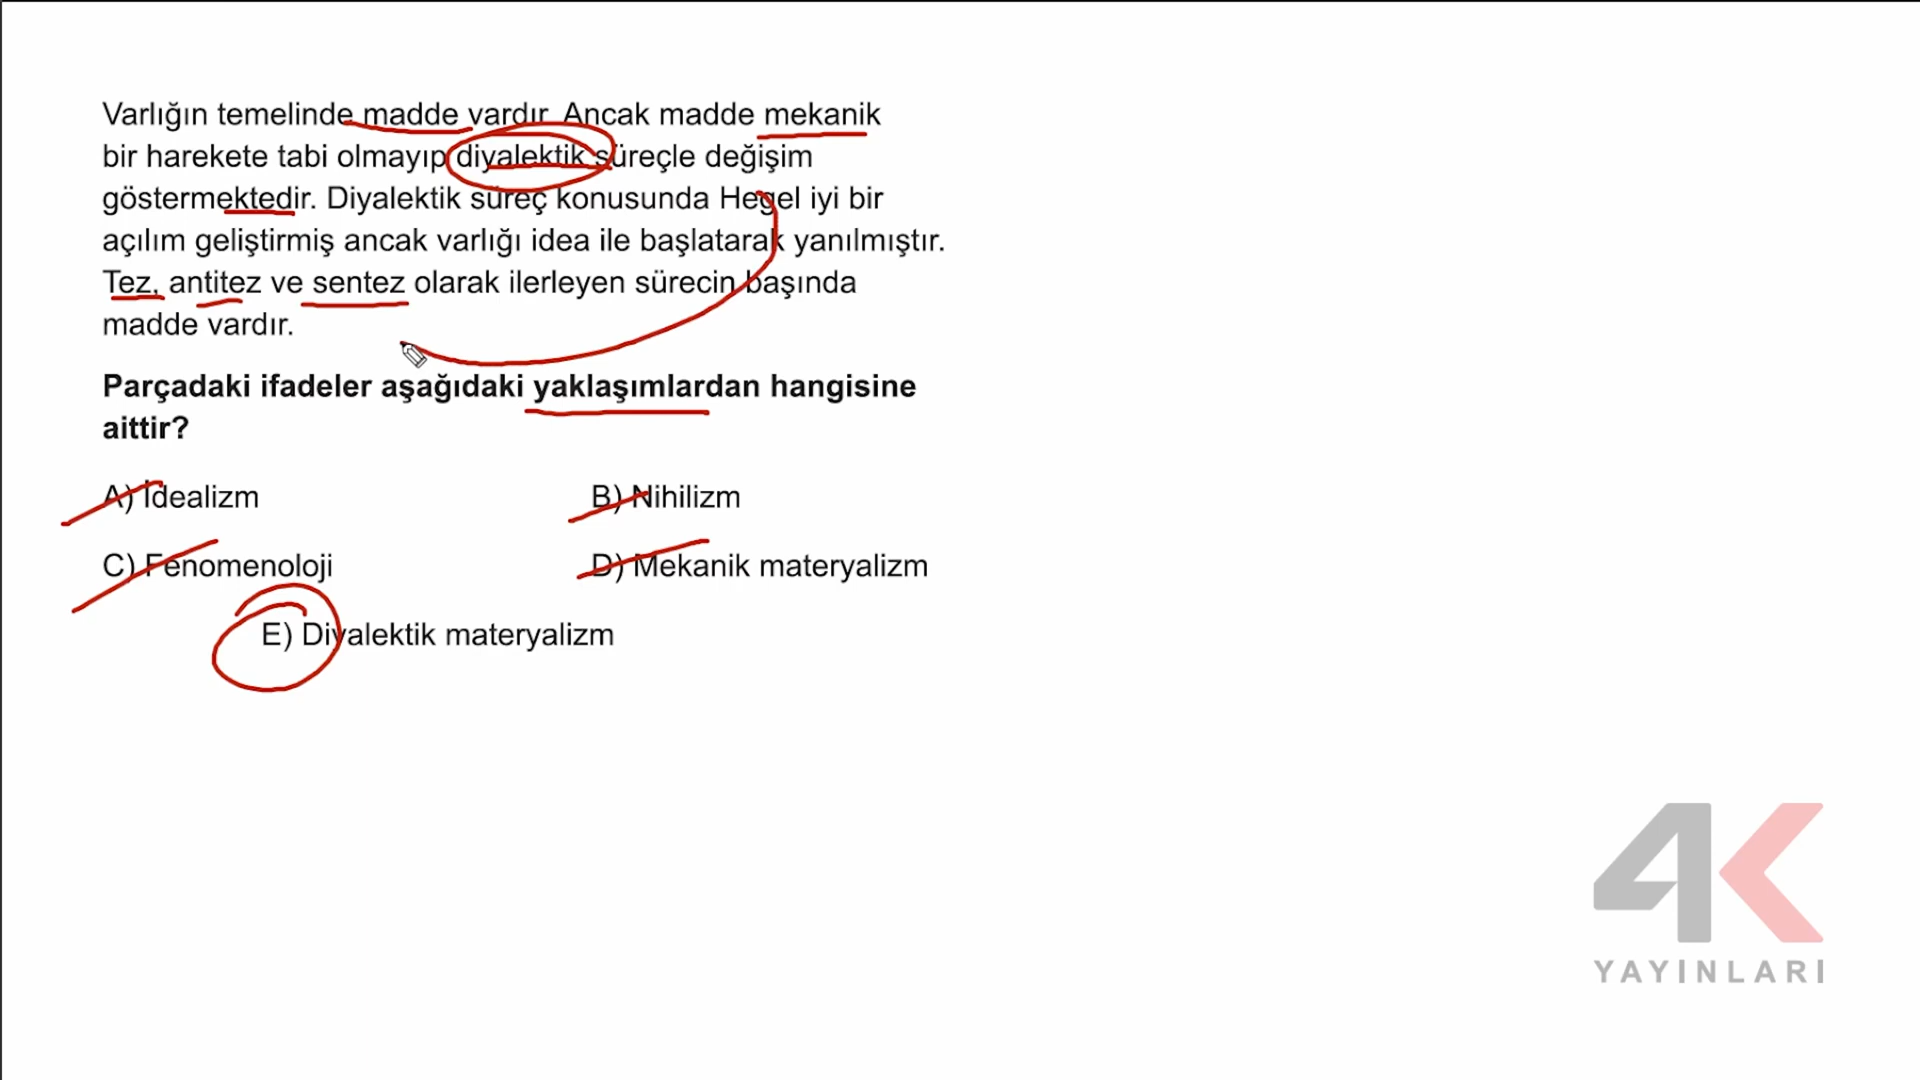 Varlığın temelinde madde vardır. Ancak madde mekanik
bir harekete tabi olmayıp diyalektik süreçle değişim
göstermektedir. Diyalektik süreç konusunda Hegel iyi bir
açılım geliştirmiş ancak varlığı idea ile başlatarak yanılmıştır.
Tez, antitez ve sentez olarak ilerleyen sürecin başında
madde vardır.
Parçadaki ifadeler aşağıdaki yaklaşımlardan hangisine
aittir?
A) İdealizm
B) Nihilizm
C) Fenomenoloji
D) Mekanik materyalizm
E) Diyalektik materyalizm
4K
YAYINLARI